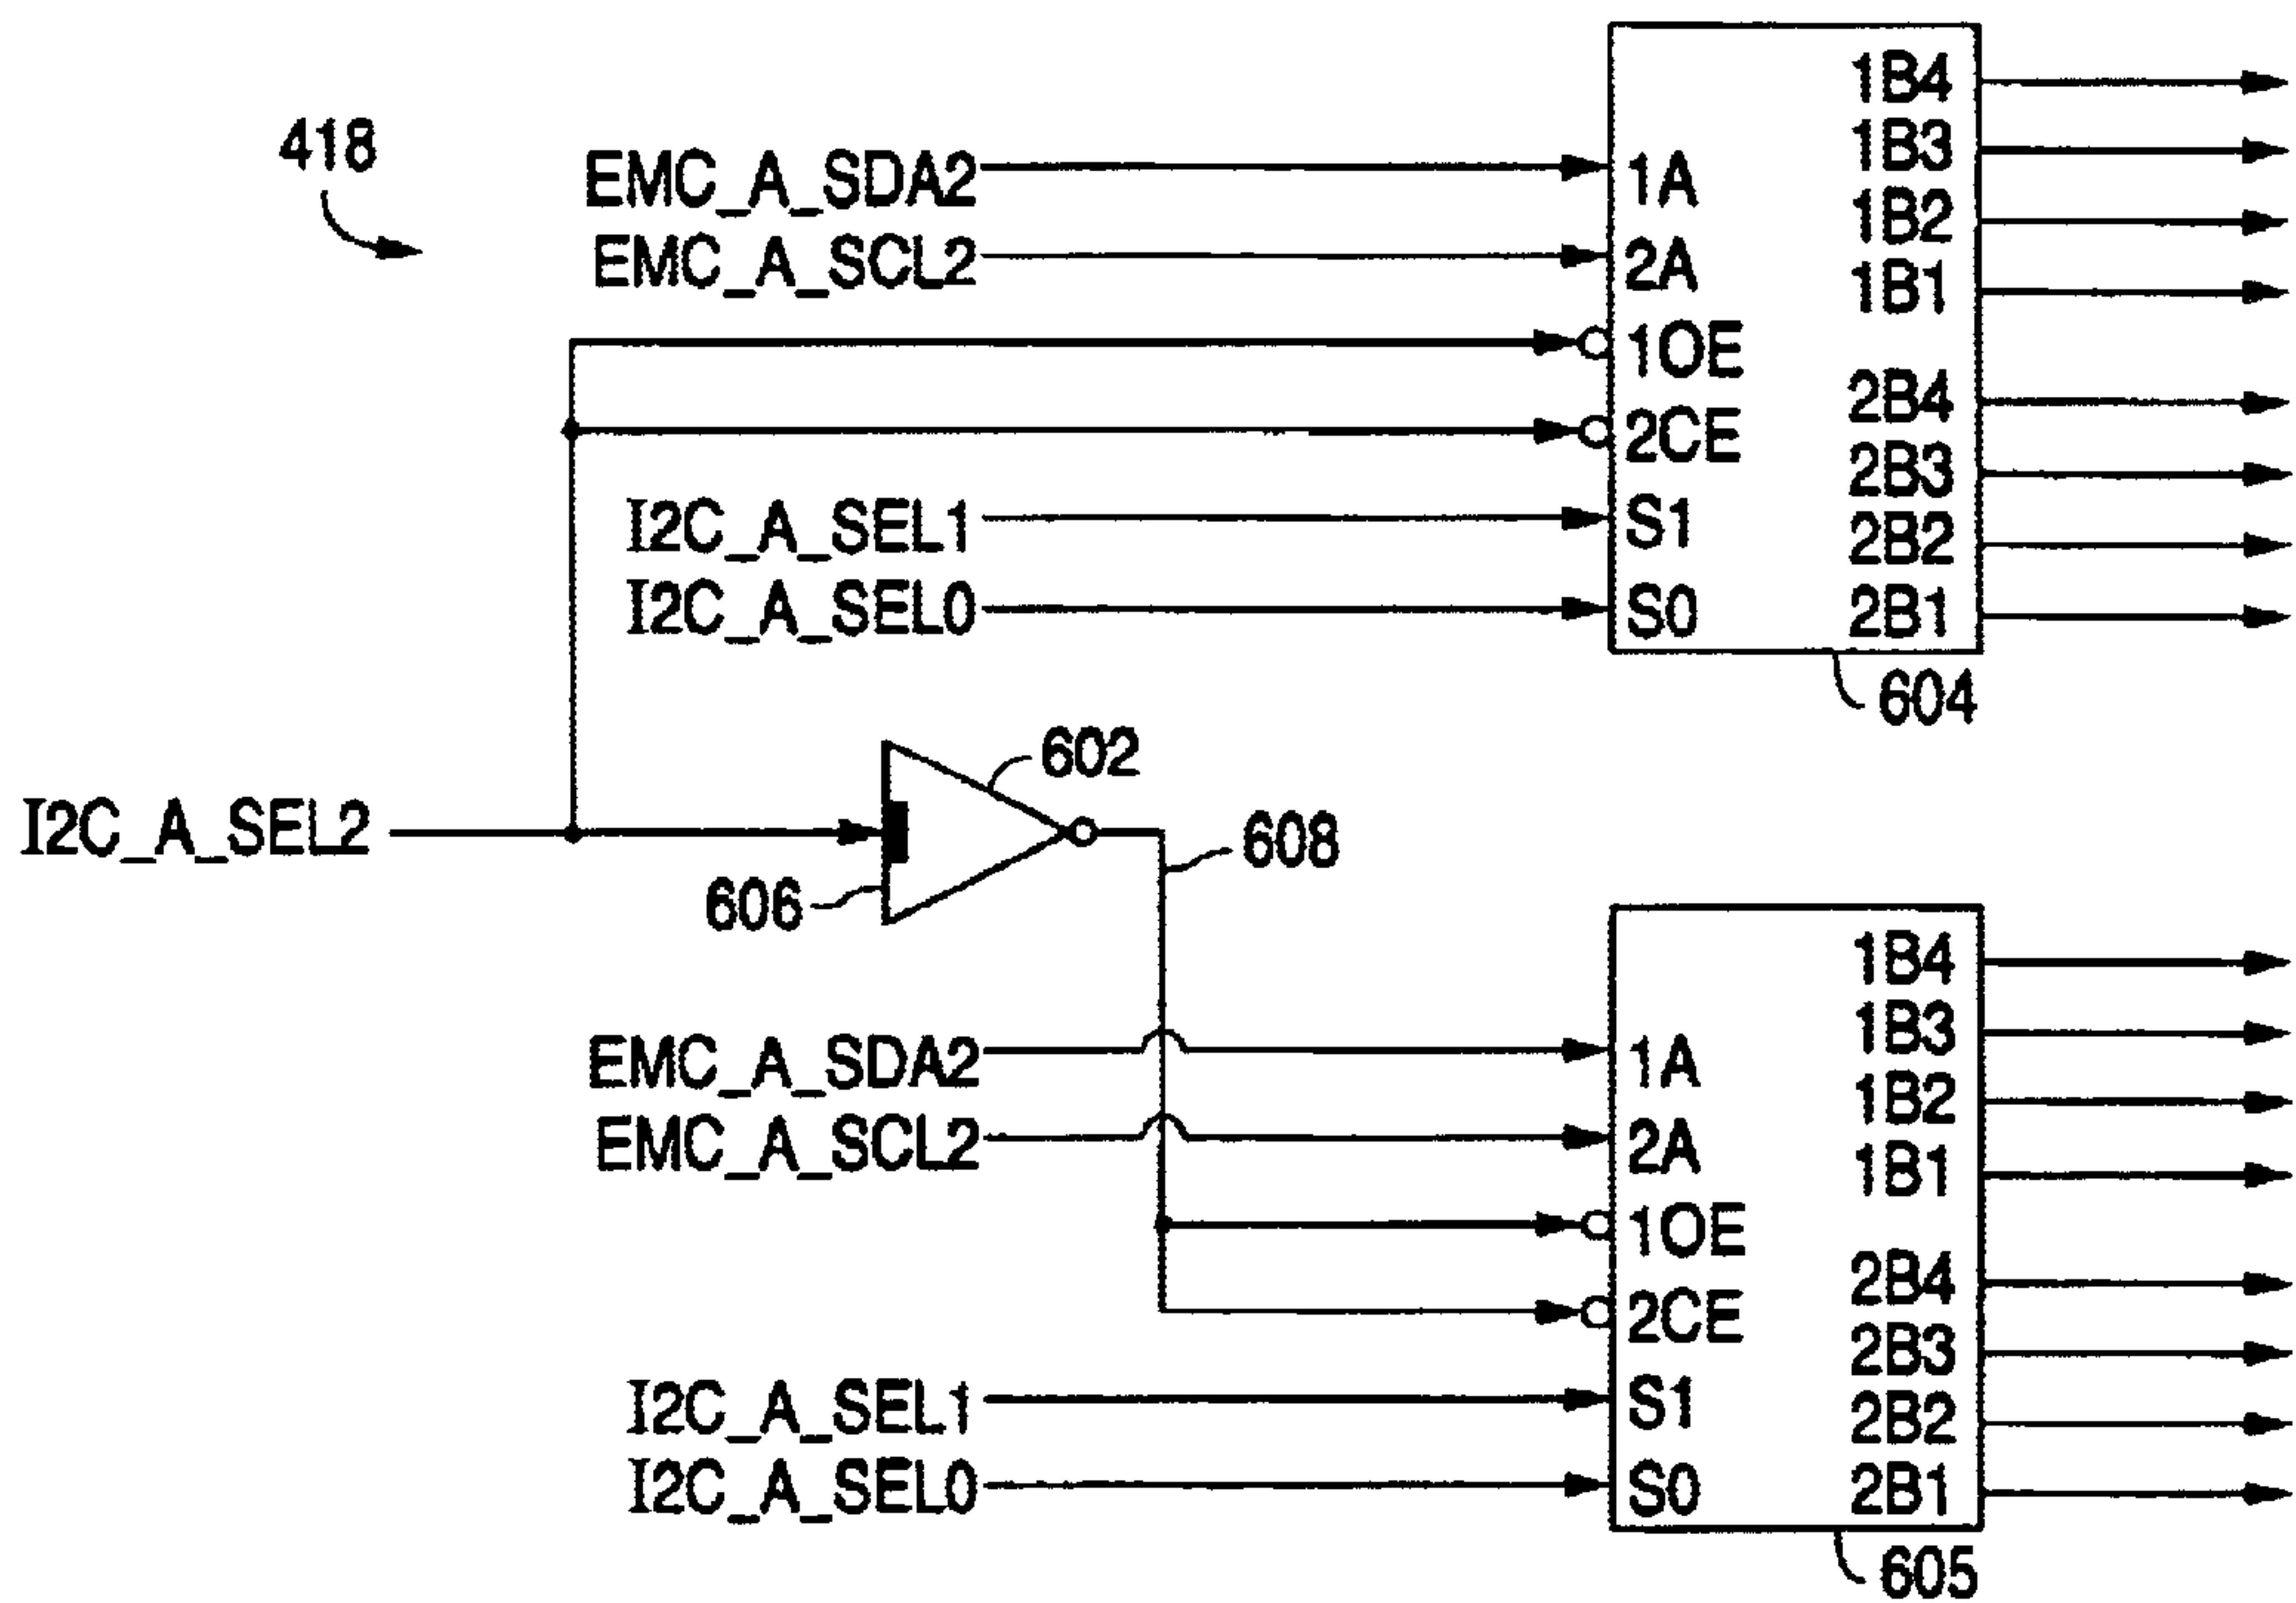 418
EMC_A_SDA2
EMC_A_SCL2
I2C_A_SEL1
I2C_A_SEL0
1A
2A
1OE
2CE
S1
S0
1B4
1B3
1B2
1B1
2B4
2B3
2B2
2B1
604
I2C_A_SEL2
602
606
608
EMC_A_SDA2
EMC_A_SCL2
I2C_A_SEL1
I2C_A_SEL0
1A
2A
1OE
2CE
S1
S0
1B4
1B3
1B2
1B1
2B4
2B3
2B2
2B1
605